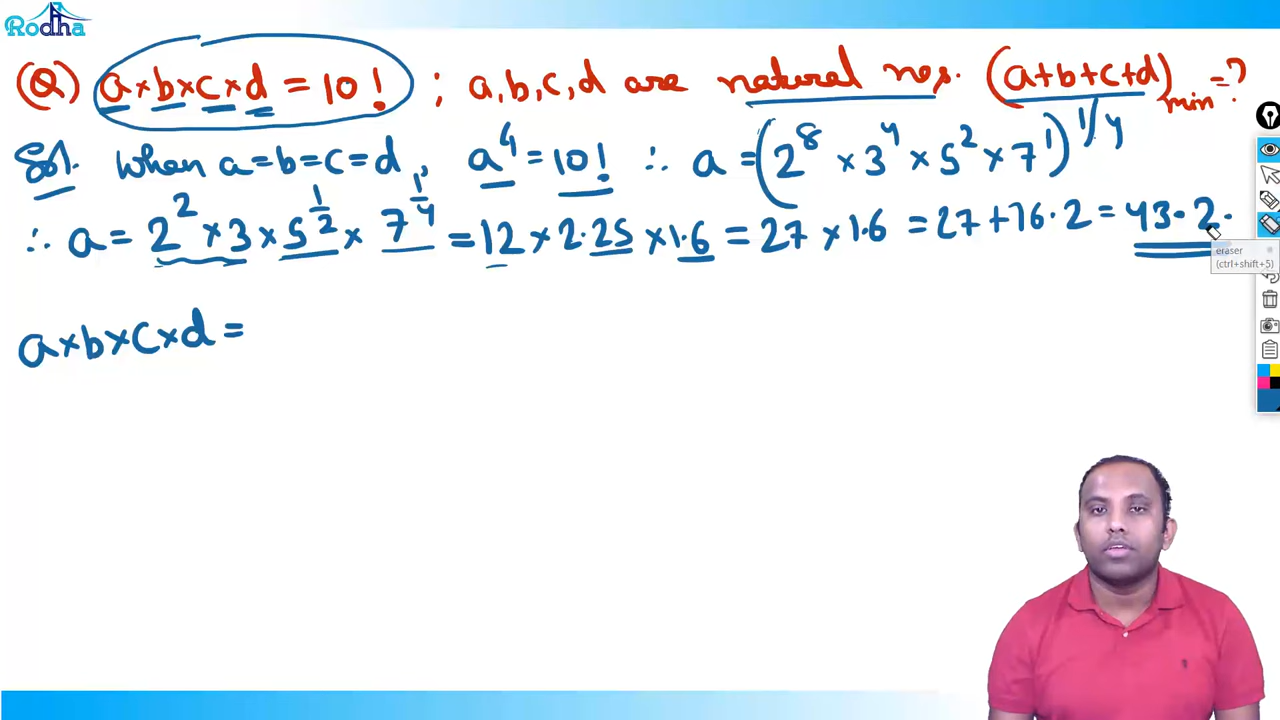 Rodha
(Q) a×b×c×d = 10! ; a,b,c,d are natural nos. (a+b+c+d)min = ?
Sol. When a=b=c=d, a⁴ = 10! ∴ a = (2⁸ × 3⁴ × 5² × 7¹)^1/4
∴ a = 2² × 3 × 5^1/2 × 7^1/4 = 12 × 2.25 × 1.6 = 27 × 1.6 = 27 + 16.2 = 43.2.
eraser
(ctrl+shift+5)
a×b×c×d =